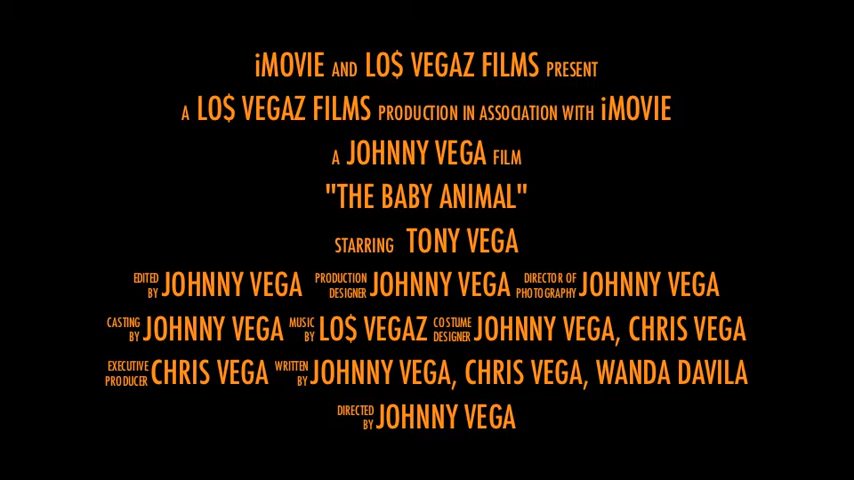 iMOVIE AND LO$ VEGAZ FILMS PRESENT
A LO$ VEGAZ FILMS PRODUCTION IN ASSOCIATION WITH iMOVIE
A JOHNNY VEGA FILM
"THE BABY ANIMAL"
STARRING TONY VEGA
EDITED BY JOHNNY VEGA PRODUCTION DESIGNER JOHNNY VEGA DIRECTOR OF PHOTOGRAPHY JOHNNY VEGA
CASTING BY JOHNNY VEGA MUSIC BY LO$ VEGAZ COSTUME DESIGNER JOHNNY VEGA, CHRIS VEGA
EXECUTIVE PRODUCER CHRIS VEGA WRITTEN BY JOHNNY VEGA, CHRIS VEGA, WANDA DAVILA
DIRECTED BY JOHNNY VEGA